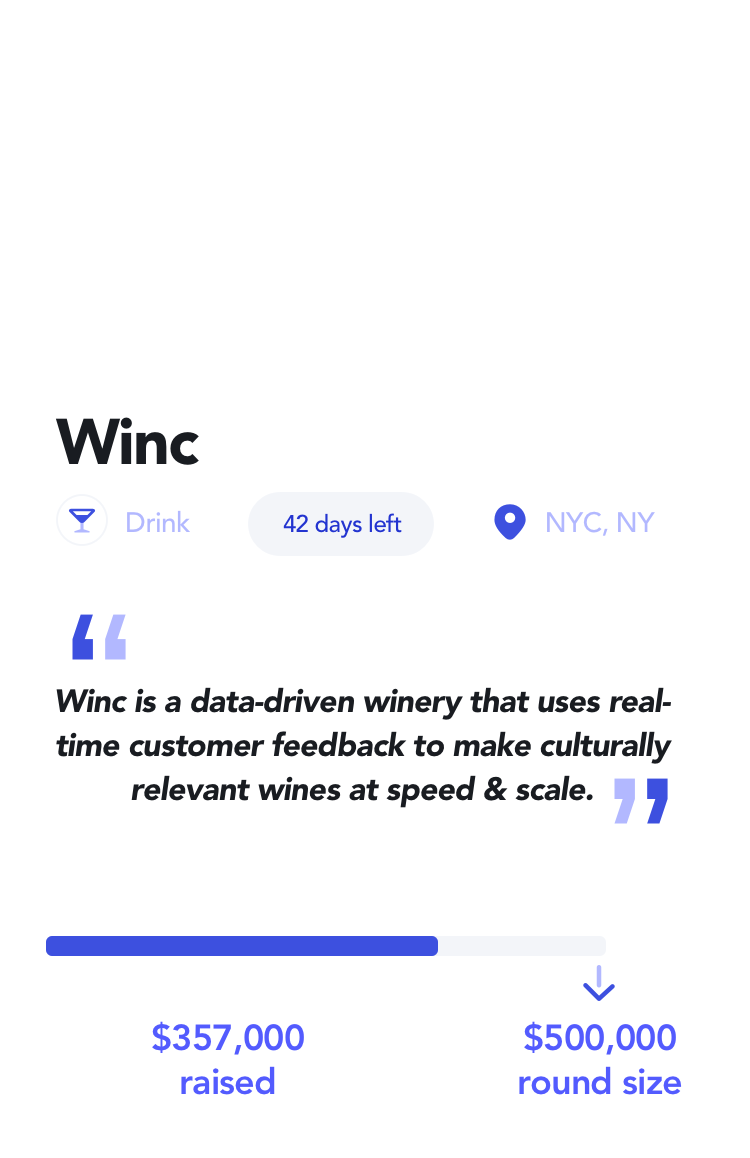 Winc
Drink
42 days left
NYC, NY
“
Winc is a data-driven winery that uses real-
time customer feedback to make culturally
relevant wines at speed & scale. ”
$357,000 $500,000
raised round size